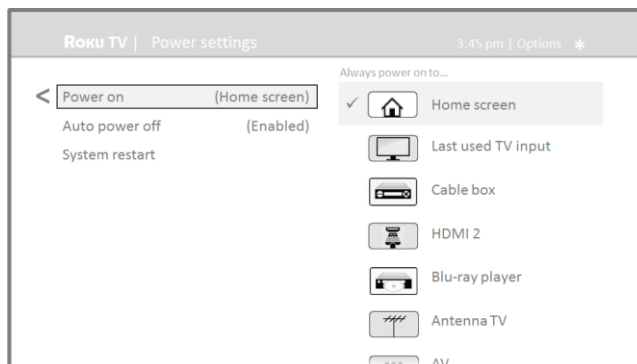 Roku TV | Power settings
3:45 pm | Options ✱
Always power on to...
< Power on (Home screen)
Auto power off (Enabled)
System restart
✓ Home screen
Last used TV input
Cable box
HDMI 2
Blu-ray player
Antenna TV
AV